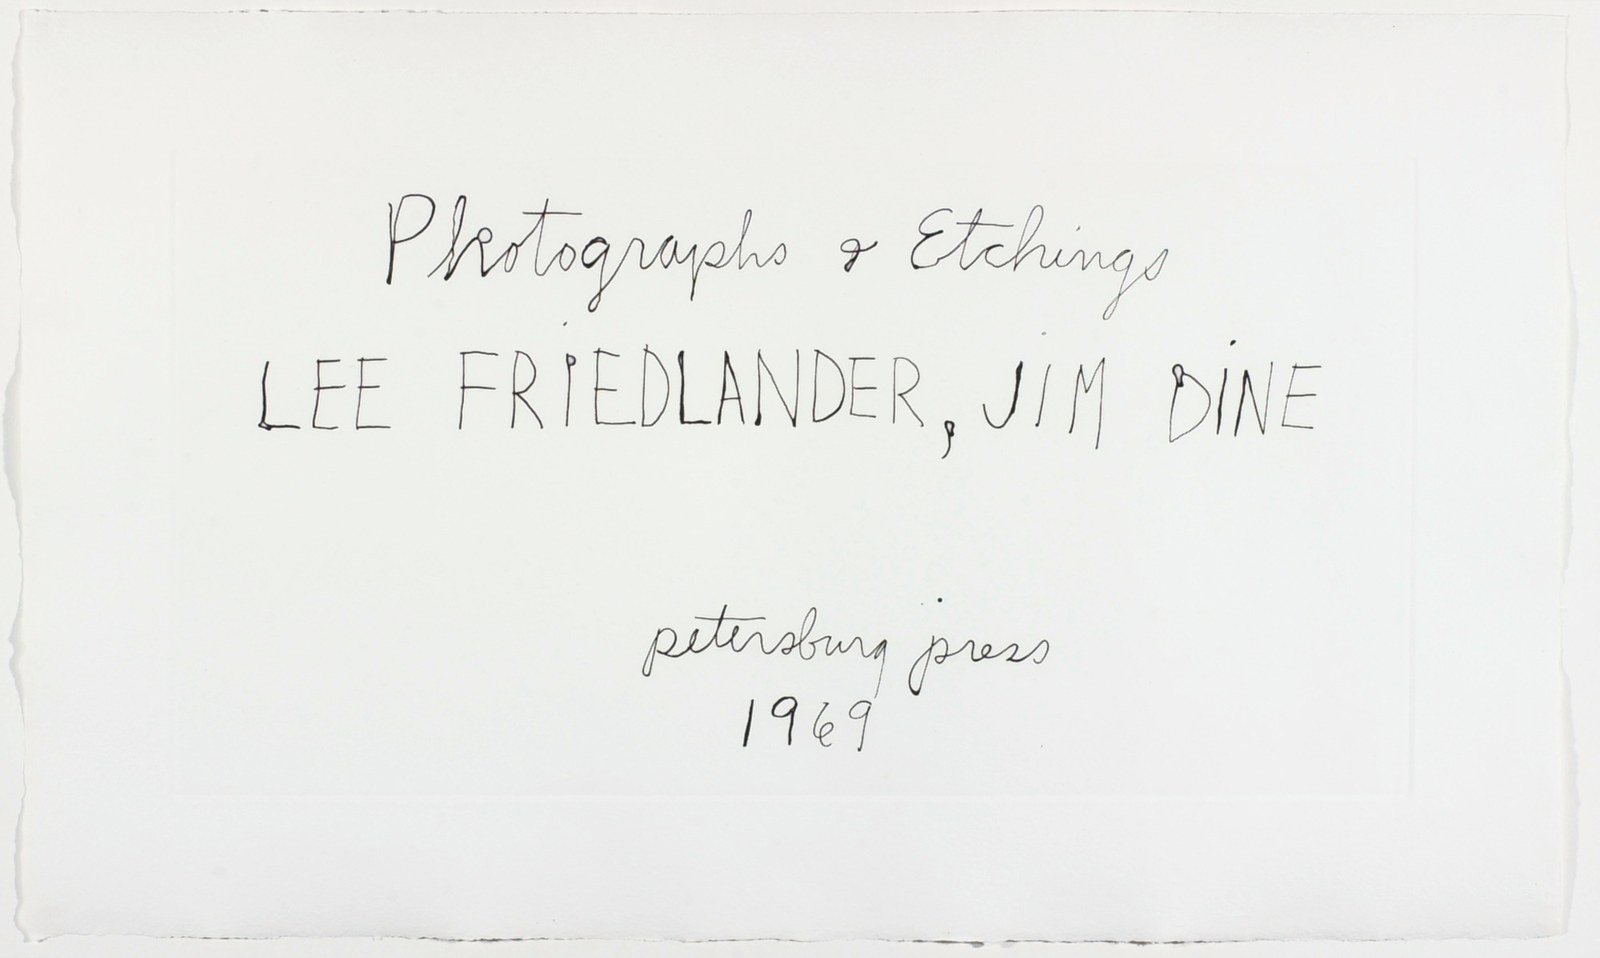 Photographs & Etchings
LEE FRiEDLANDER, JiM DiNE
petersburg press
1969